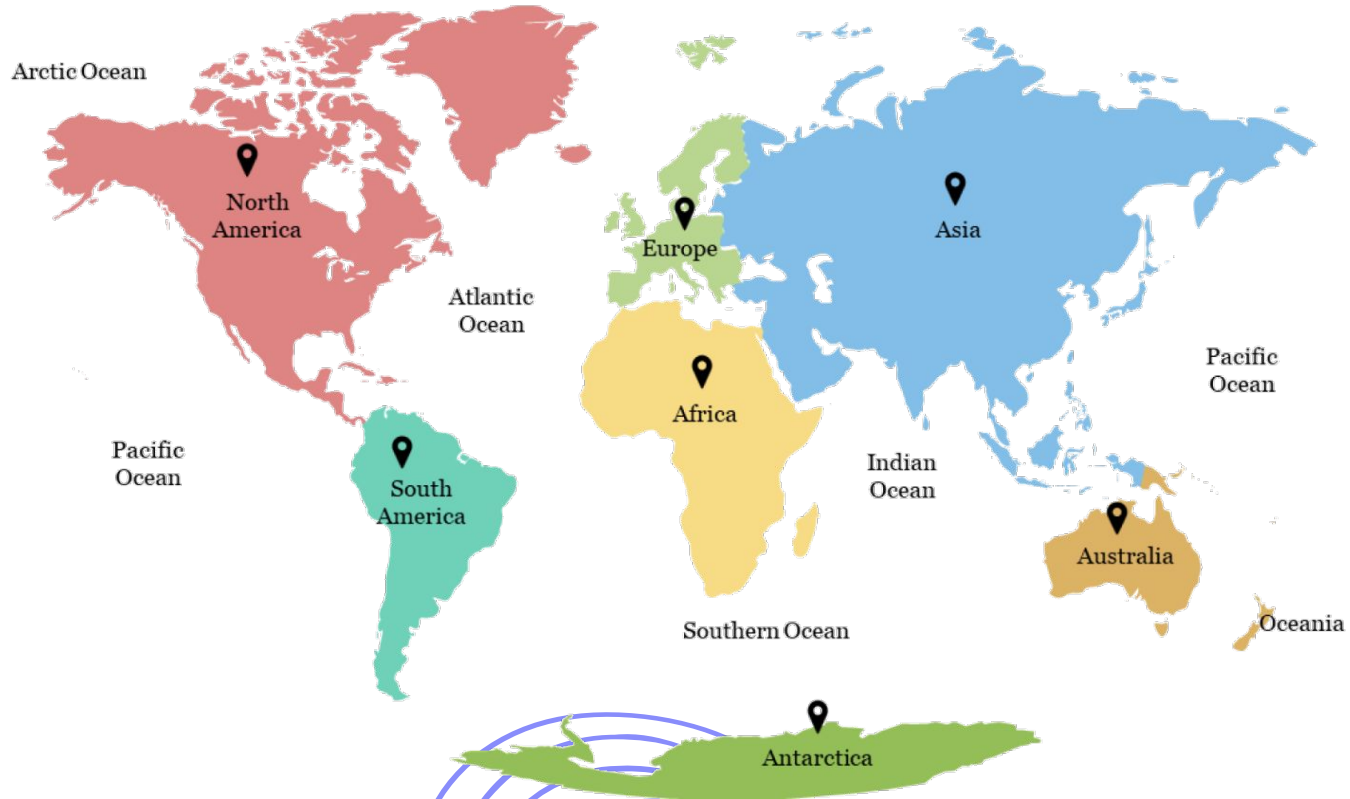 Arctic Ocean
North
America
Europe
Asia
Atlantic
Ocean
Pacific
Ocean
Africa
Pacific
Ocean
Indian
Ocean
South
America
Australia
Southern Ocean
Oceania
Antarctica